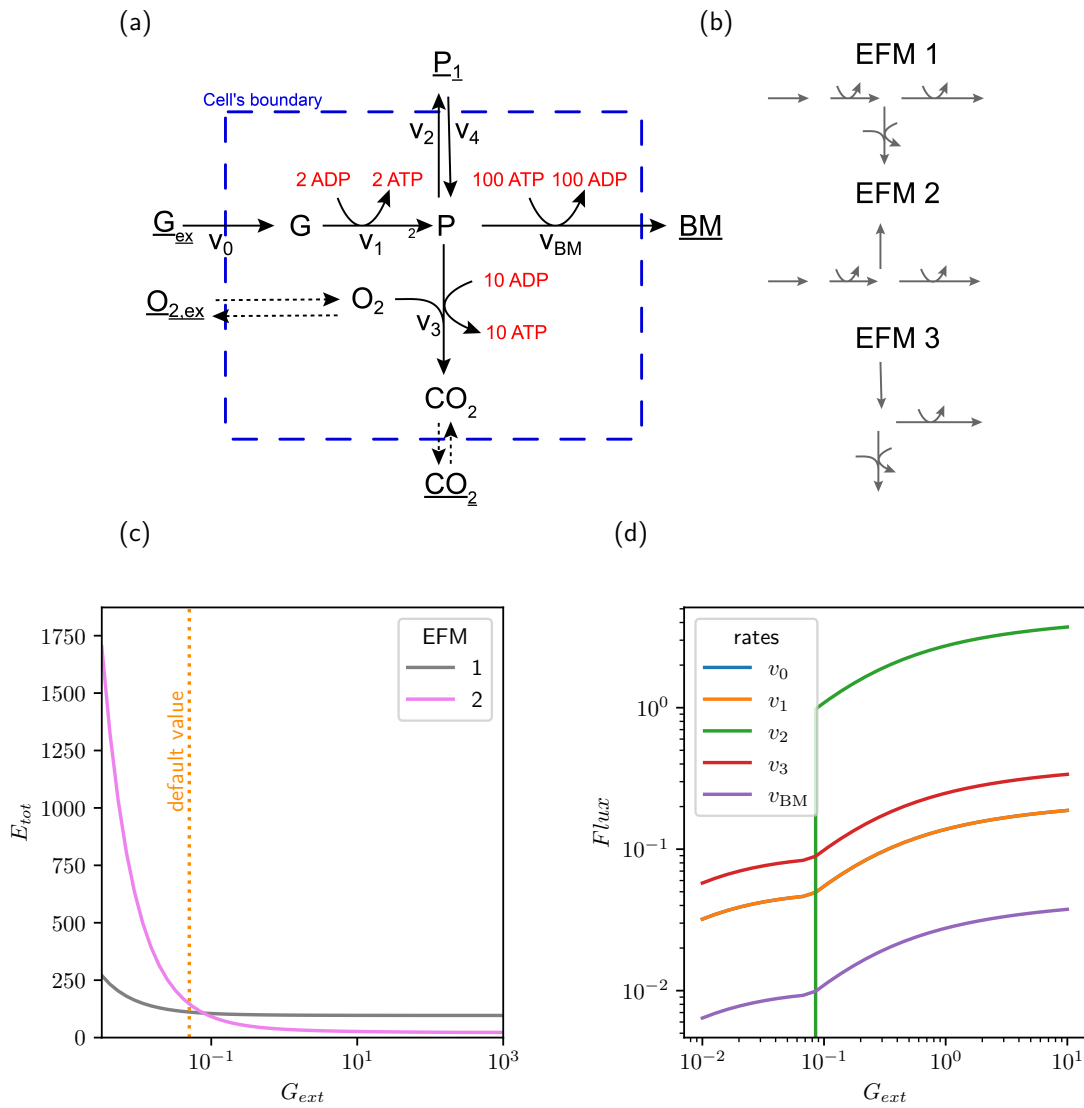 (a)
(b)
P1
Cell's boundary
v2 v4
2 ADP 2 ATP 100 ATP 100 ADP
Gex G 2 P BM
v0 v1 vBM
O2,ex O2 10 ADP
v3
10 ATP
CO2
CO2
EFM 1
EFM 2
EFM 3
(c)
(d)
1750
1500
1250
1000
750
500
250
0
Etot
default value
EFM
1
2
10−1 101 103
Gext
100
10−1
10−2
Flux
rates
v0
v1
v2
v3
vBM
10−2 10−1 100 101
Gext